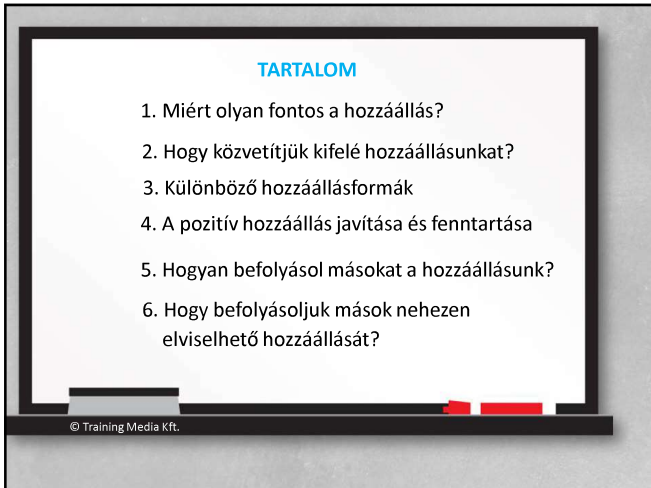 TARTALOM
1. Miért olyan fontos a hozzáállás?
2. Hogy közvetítjük kifelé hozzáállásunkat?
3. Különböző hozzáállásformák
4. A pozitív hozzáállás javítása és fenntartása
5. Hogyan befolyásol másokat a hozzáállásunk?
6. Hogy befolyásoljuk mások nehezen
elviselhető hozzáállását?
© Training Media Kft.